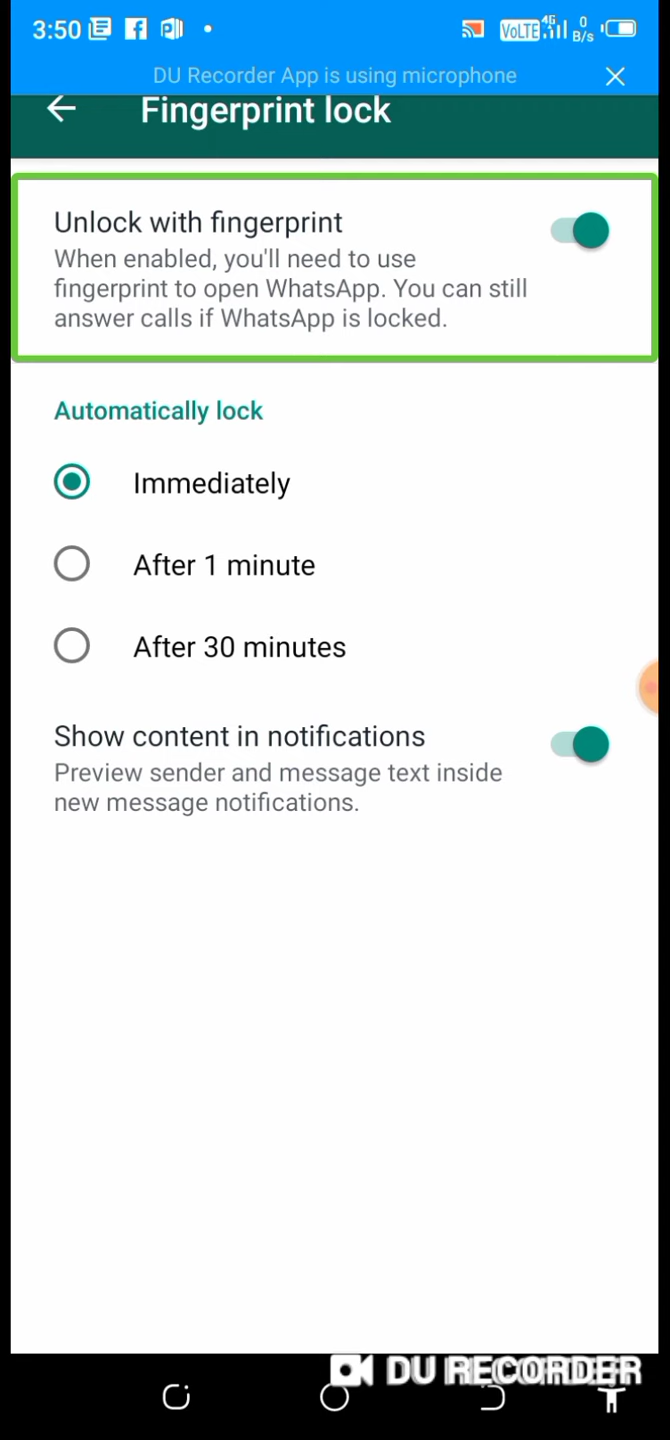 3:50
VoLTE 4G 0 B/s
DU Recorder App is using microphone
Fingerprint lock
Unlock with fingerprint
When enabled, you'll need to use
fingerprint to open WhatsApp. You can still
answer calls if WhatsApp is locked.
Automatically lock
Immediately
After 1 minute
After 30 minutes
Show content in notifications
Preview sender and message text inside
new message notifications.
DU RECORDER